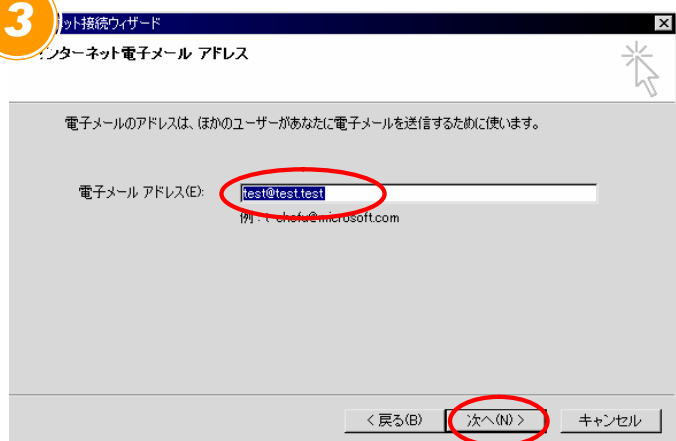 3
ット接続ウィザード
ンターネット電子メール アドレス
電子メールのアドレスは、ほかのユーザーがあなたに電子メールを送信するために使います。
電子メール アドレス(E):
test@test.test
例 : t-chofu@microsoft.com
< 戻る(B)
次へ(N) >
キャンセル